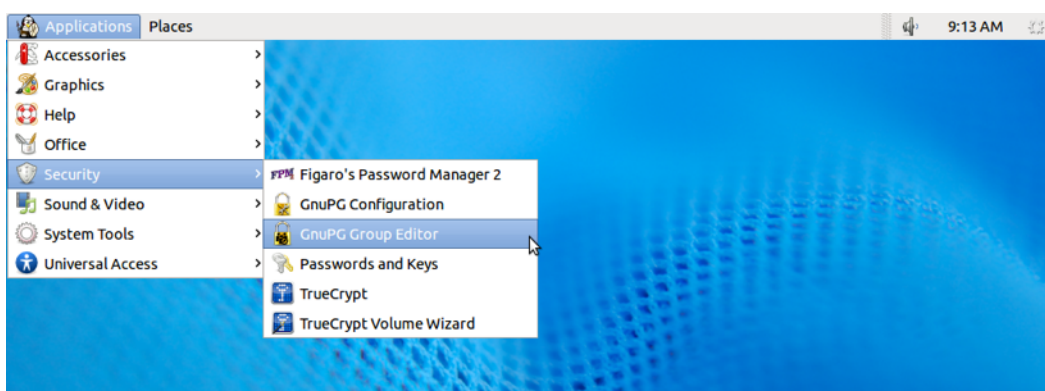 Applications Places 9:13 AM
Accessories
Graphics
Help
Office
Security
Sound & Video
System Tools
Universal Access
FPM Figaro's Password Manager 2
GnuPG Configuration
GnuPG Group Editor
Passwords and Keys
TrueCrypt
TrueCrypt Volume Wizard